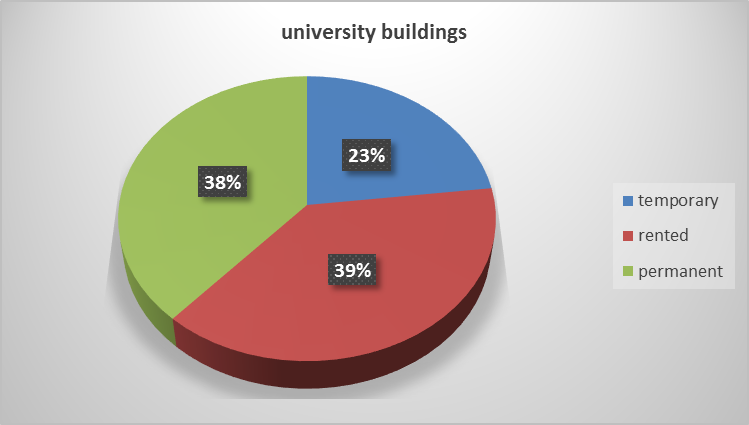 university buildings
23%
38%
39%
temporary
rented
permanent